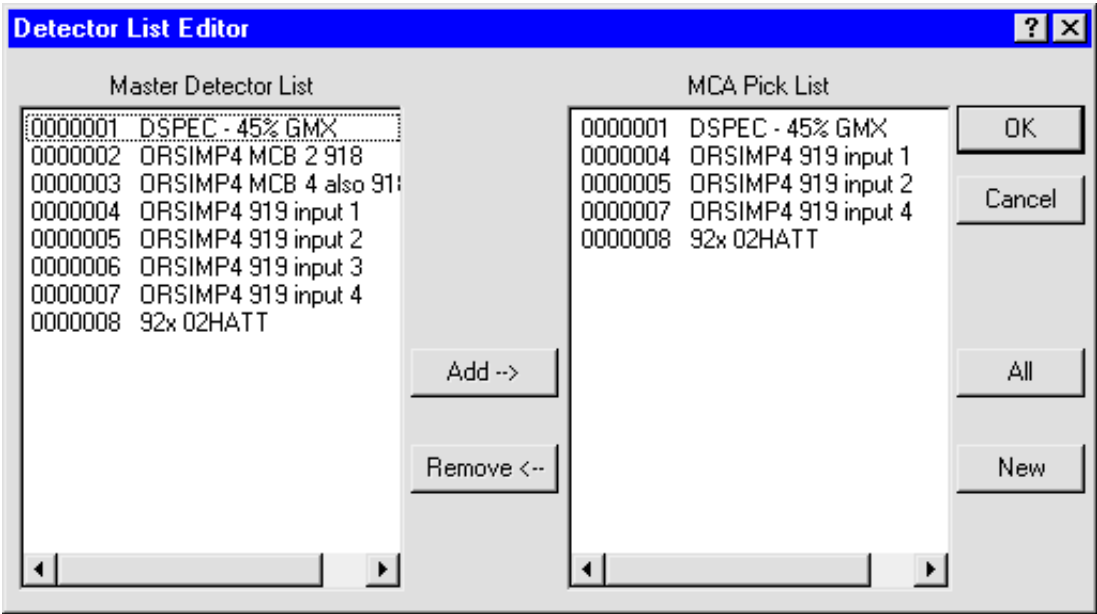 Detector List Editor
Master Detector List
0000001 DSPEC - 45% GMX
0000002 ORSIMP4 MCB 2 918
0000003 ORSIMP4 MCB 4 also 918
0000004 ORSIMP4 919 input 1
0000005 ORSIMP4 919 input 2
0000006 ORSIMP4 919 input 3
0000007 ORSIMP4 919 input 4
0000008 92x 02HATT
Add -->
Remove <--
MCA Pick List
0000001 DSPEC - 45% GMX
0000004 ORSIMP4 919 input 1
0000005 ORSIMP4 919 input 2
0000007 ORSIMP4 919 input 4
0000008 92x 02HATT
OK
Cancel
All
New